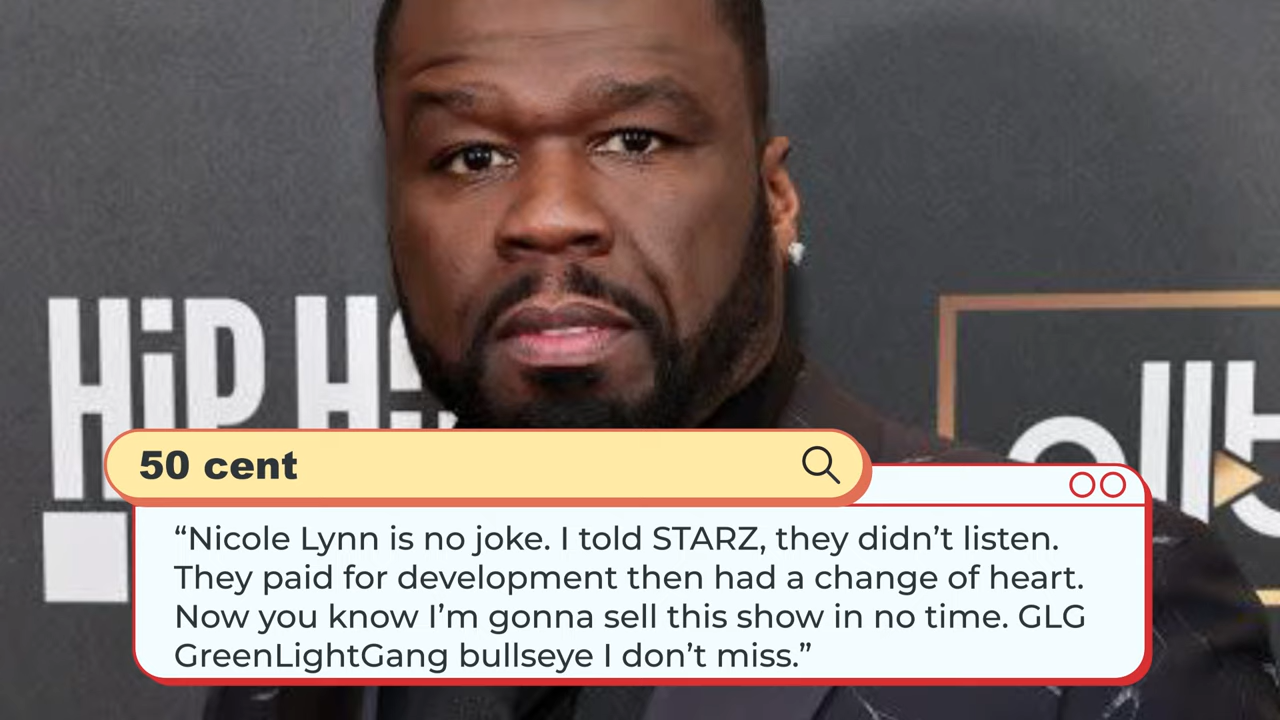 HiP H
50 cent
“Nicole Lynn is no joke. I told STARZ, they didn’t listen.
They paid for development then had a change of heart.
Now you know I’m gonna sell this show in no time. GLG
GreenLightGang bullseye I don’t miss.”